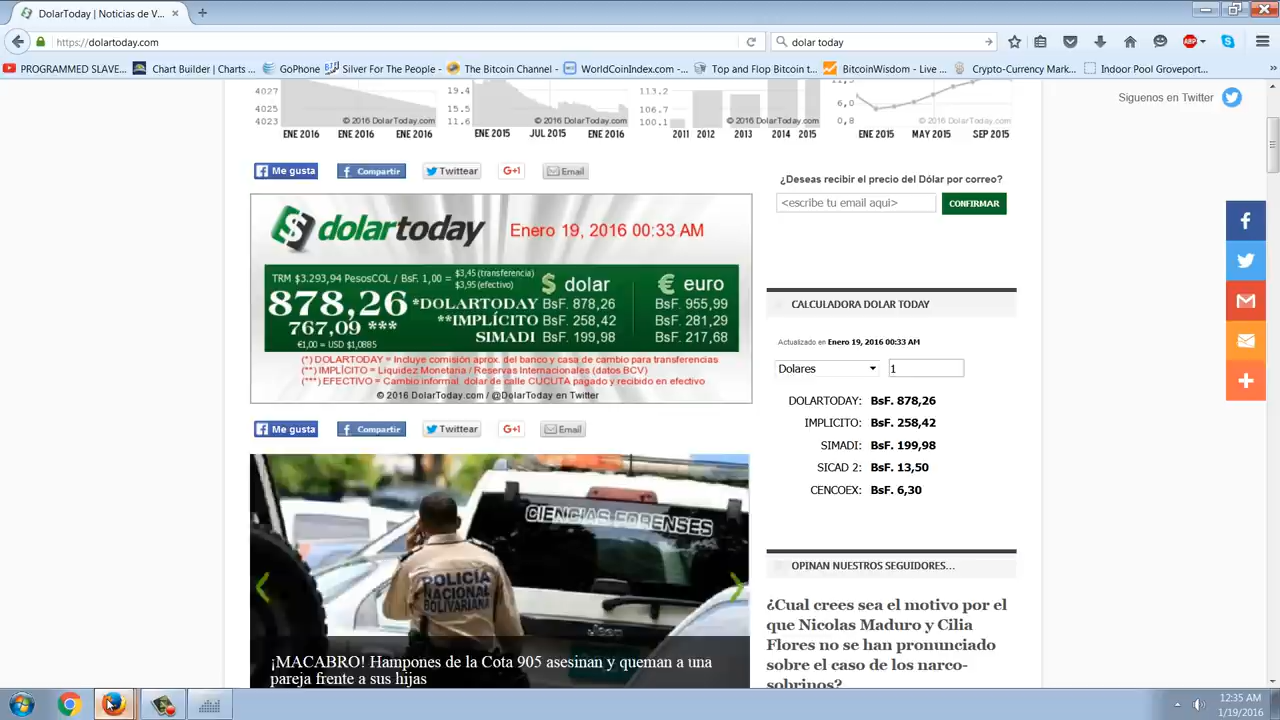 DolarToday | Noticias de V...
https://dolartoday.com
dolar today
PROGRAMMED SLAVE...
Chart Builder | Charts ...
GoPhone
Silver For The People -...
The Bitcoin Channel - ...
WorldCoinIndex.com -...
Top and Flop Bitcoin t...
BitcoinWisdom - Live ...
Crypto-Currency Mark...
Indoor Pool Groveport...
4027
4025
4023
ENE 2016 ENE 2016 ENE 2016
© 2016 DolarToday.com
19.4
15.5
11.6
ENE 2015 JUL 2015 ENE 2016
© 2016 DolarToday.com
113.2
106.7
100.1
2011 2012 2013 2014 2015
© 2016 DolarToday.com
6,0
0,8
ENE 2015 MAY 2015 SEP 2015
© 2016 DolarToday.com
Siguenos en Twitter
Me gusta
Compartir
Twittear
G+1
Email
dolartoday
Enero 19, 2016 00:33 AM
TRM $3.293,94 PesosCOL / BsF. 1,00 = $3,45 (transferencia)
$3,95 (efectivo)
$ dolar € euro
878,26 *DOLARTODAY BsF. 878,26 BsF. 955,99
767,09 *** **IMPLÍCITO BsF. 258,42 BsF. 281,29
€1,00 = USD $1,0885 SIMADI BsF. 199,98 BsF. 217,68
(*) DOLARTODAY = Incluye comisión aprox. del banco y casa de cambio para transferencias
(**) IMPLÍCITO = Liquidez Monetaria / Reservas Internacionales (datos BCV)
(***) EFECTIVO = Cambio informal dolar de calle CUCUTA pagado y recibido en efectivo
© 2016 DolarToday.com / @DolarToday en Twitter
Me gusta
Compartir
Twittear
G+1
Email
CIENCIAS FORENSES
POLICÍA
NACIONAL
BOLIVARIANA
Jeep
¡MACABRO! Hampones de la Cota 905 asesinan y queman a una
pareja frente a sus hijas
¿Deseas recibir el precio del Dólar por correo?
<escribe tu email aqui>
CONFIRMAR
CALCULADORA DOLAR TODAY
Actualizado en Enero 19, 2016 00:33 AM
Dolares 1
DOLARTODAY: BsF. 878,26
IMPLICITO: BsF. 258,42
SIMADI: BsF. 199,98
SICAD 2: BsF. 13,50
CENCOEX: BsF. 6,30
OPINAN NUESTROS SEGUIDORES...
¿Cual crees sea el motivo por el
que Nicolas Maduro y Cilia
Flores no se han pronunciado
sobre el caso de los narco-
sobrinos?
12:35 AM
1/19/2016